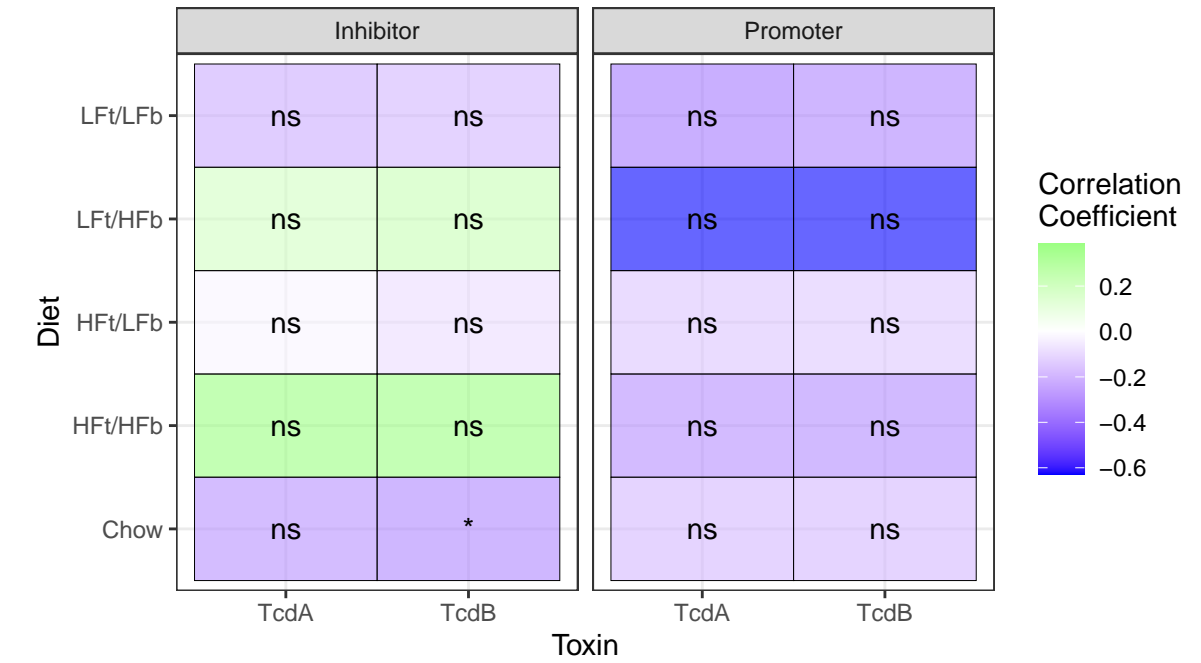 Inhibitor
Promoter
Diet
LFt/LFb
ns
ns
ns
ns
LFt/HFb
ns
ns
ns
ns
HFt/LFb
ns
ns
ns
ns
HFt/HFb
ns
ns
ns
ns
Chow
ns
*
ns
ns
TcdA
TcdB
TcdA
TcdB
Toxin
Correlation
Coefficient
0.2
0.0
−0.2
−0.4
−0.6